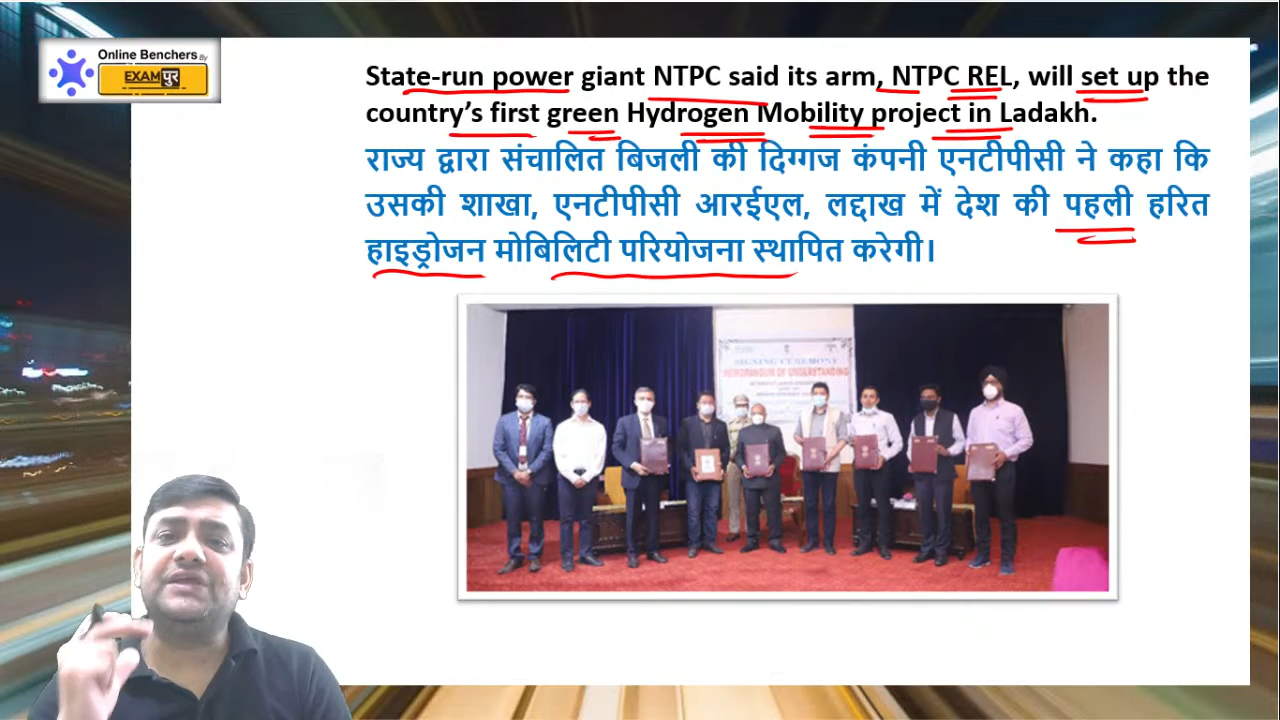 Online Benchers By
EXAMपुर
State-run power giant NTPC said its arm, NTPC REL, will set up the
country's first green Hydrogen Mobility project in Ladakh.
राज्य द्वारा संचालित बिजली की दिग्गज कंपनी एनटीपीसी ने कहा कि
उसकी शाखा, एनटीपीसी आरईएल, लद्दाख में देश की पहली हरित
हाइड्रोजन मोबिलिटी परियोजना स्थापित करेगी।
SIGNING CEREMONY
MEMORANDUM OF UNDERSTANDING